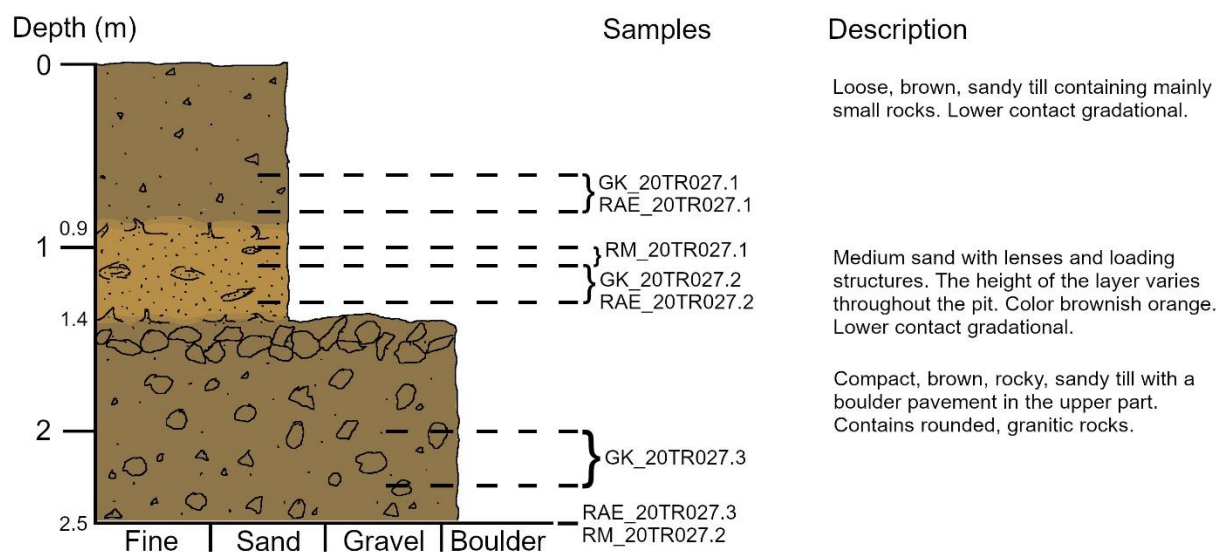 Depth (m)
Samples
Description
0
Loose, brown, sandy till containing mainly
small rocks. Lower contact gradational.
GK_20TR027.1
RAE_20TR027.1
0.9
1
RM_20TR027.1
GK_20TR027.2
RAE_20TR027.2
Medium sand with lenses and loading
structures. The height of the layer varies
throughout the pit. Color brownish orange.
Lower contact gradational.
1.4
Compact, brown, rocky, sandy till with a
boulder pavement in the upper part.
Contains rounded, granitic rocks.
2
GK_20TR027.3
2.5
RAE_20TR027.3
RM_20TR027.2
Fine | Sand | Gravel | Boulder